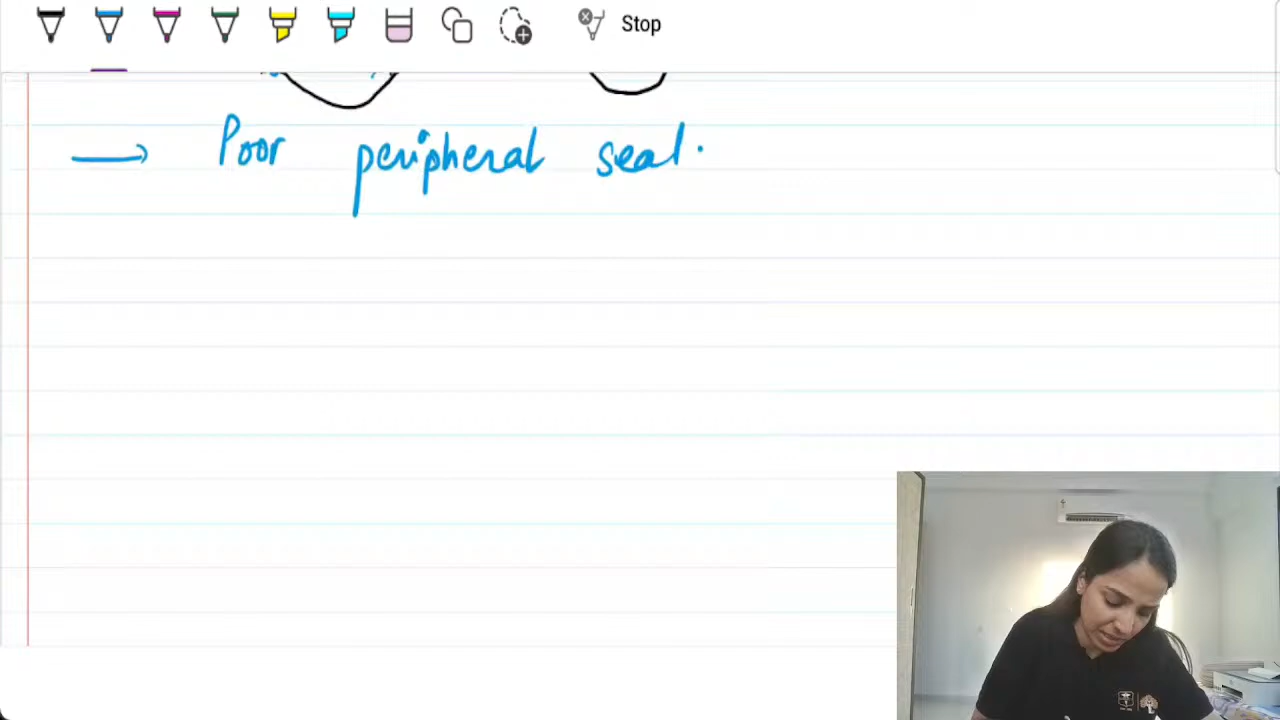 Stop
→ Poor peripheral seal.